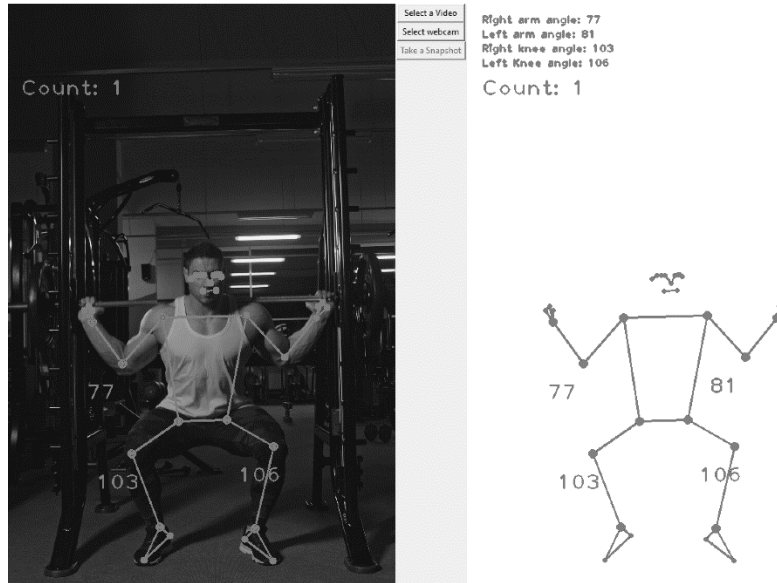 Count: 1
77
103
106
Select a Video
Select webcam
Take a Snapshot
Right arm angle: 77
Left arm angle: 81
Right knee angle: 103
Left Knee angle: 106
Count: 1
77
81
103
106